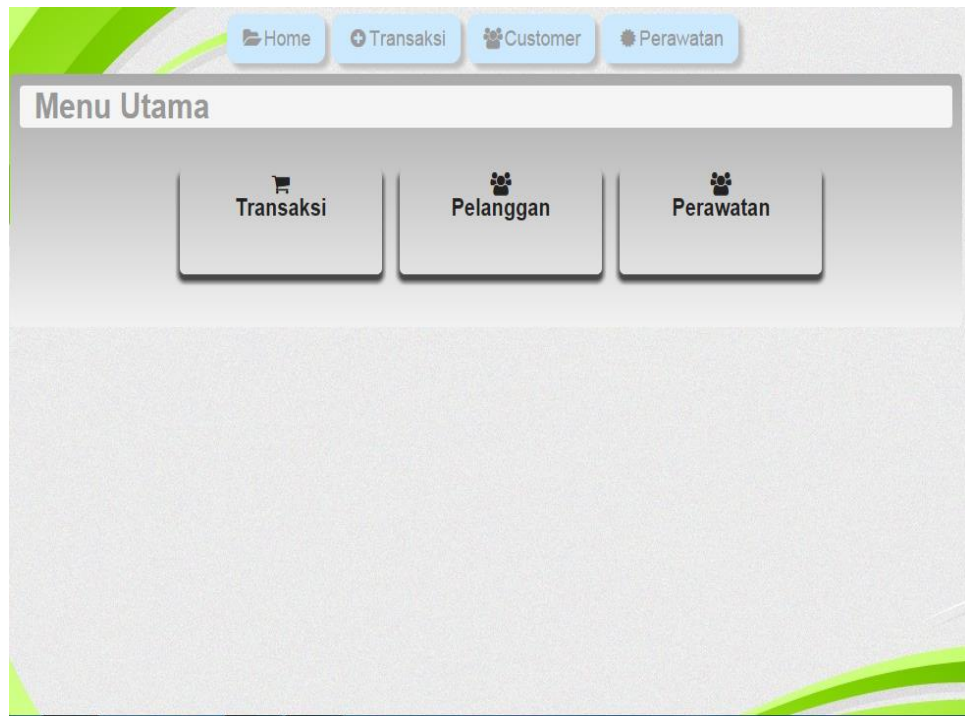 Home Transaksi Customer Perawatan
Menu Utama
Transaksi Pelanggan Perawatan